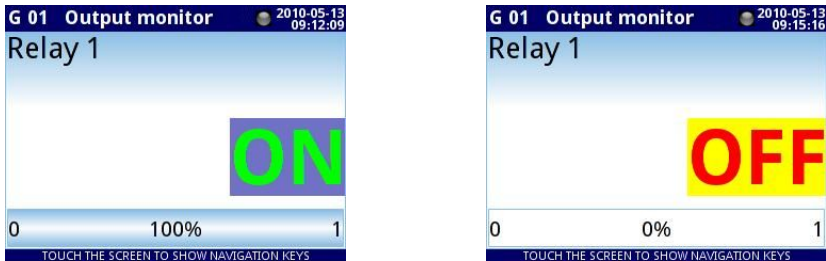 G 01 Output monitor 2010-05-13
09:12:09
Relay 1
ON
0 100% 1
TOUCH THE SCREEN TO SHOW NAVIGATION KEYS
G 01 Output monitor 2010-05-13
09:15:16
Relay 1
OFF
0 0% 1
TOUCH THE SCREEN TO SHOW NAVIGATION KEYS